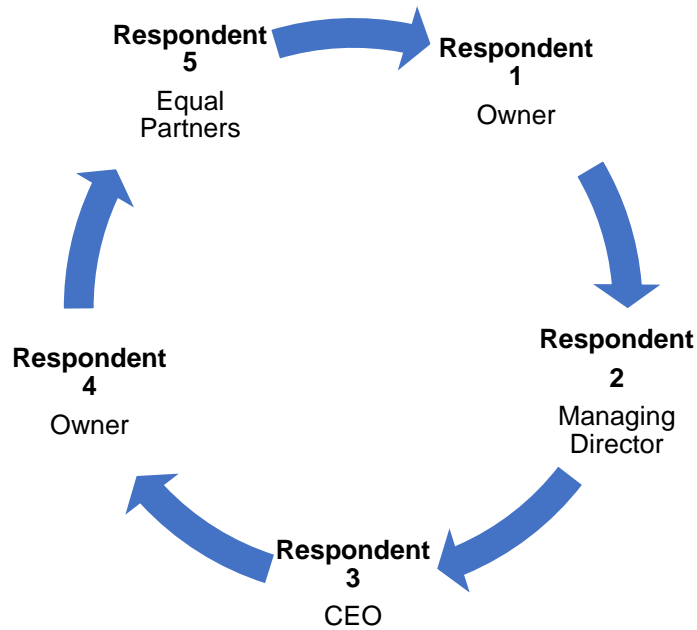 Respondent
1
Owner
Respondent
2
Managing
Director
Respondent
3
CEO
Respondent
4
Owner
Respondent
5
Equal
Partners